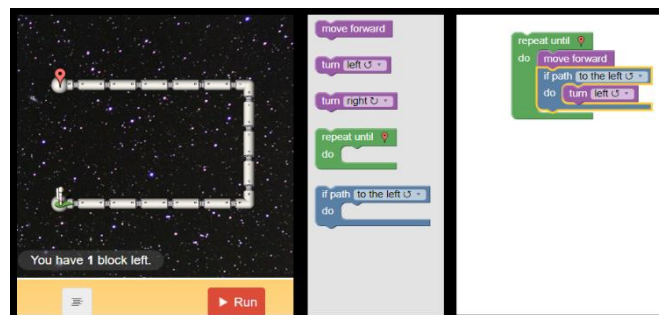 You have 1 block left.
Run
move forward
turn left ↺
turn right ↻
repeat until
do
if path to the left ↺
do
repeat until
do move forward
if path to the left ↺
do turn left ↺